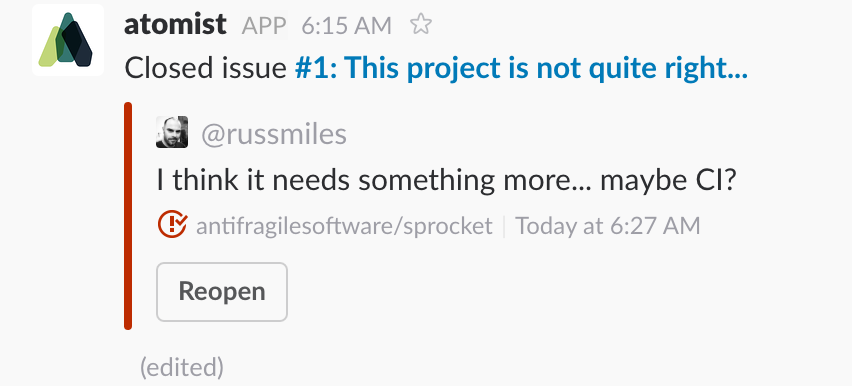 atomist APP 6:15 AM
Closed issue #1: This project is not quite right...
@russmiles
I think it needs something more... maybe CI?
antifragilesoftware/sprocket | Today at 6:27 AM
Reopen
(edited)